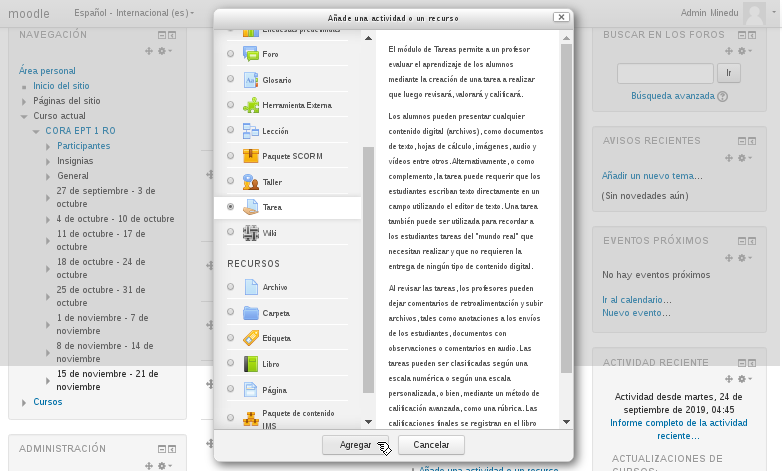 moodle
Español - Internacional (es)
Admin Minedu
NAVEGACIÓN
Área personal
Inicio del sitio
Páginas del sitio
Curso actual
CORA EPT 1 RO
Participantes
Insignias
General
27 de septiembre - 3 de
octubre
4 de octubre - 10 de octubre
11 de octubre - 17 de
octubre
18 de octubre - 24 de
octubre
25 de octubre - 31 de
octubre
1 de noviembre - 7 de
noviembre
8 de noviembre - 14 de
noviembre
15 de noviembre - 21 de
noviembre
Cursos
ADMINISTRACIÓN
Añade una actividad o un recurso
Encuestas predefinidas
Foro
Glosario
Herramienta Externa
Lección
Paquete SCORM
Taller
Tarea
Wiki
RECURSOS
Archivo
Carpeta
Etiqueta
Libro
Página
Paquete de contenido
IMS
El módulo de Tareas permite a un profesor
evaluar el aprendizaje de los alumnos
mediante la creación de una tarea a realizar
que luego revisará, valorará y calificará.
Los alumnos pueden presentar cualquier
contenido digital (archivos), como documentos
de texto, hojas de cálculo, imágenes, audio y
vídeos entre otros. Alternativamente, o como
complemento, la tarea puede requerir que los
estudiantes escriban texto directamente en un
campo utilizando el editor de texto. Una tarea
también puede ser utilizada para recordar a
los estudiantes tareas del "mundo real" que
necesitan realizar y que no requieren la
entrega de ningún tipo de contenido digital.
Al revisar las tareas, los profesores pueden
dejar comentarios de retroalimentación y subir
archivos, tales como anotaciones a los envíos
de los estudiantes, documentos con
observaciones o comentarios en audio. Las
tareas pueden ser clasificadas según una
escala numérica o según una escala
personalizada, o bien, mediante un método de
calificación avanzada, como una rúbrica. Las
calificaciones finales se registran en el libro
Agregar
Cancelar
Añade una actividad o un recurso
BUSCAR EN LOS FOROS
Ir
Búsqueda avanzada
AVISOS RECIENTES
Añadir un nuevo tema...
(Sin novedades aún)
EVENTOS PRÓXIMOS
No hay eventos próximos
Ir al calendario...
Nuevo evento...
ACTIVIDAD RECIENTE
Actividad desde martes, 24 de
septiembre de 2019, 04:45
Informe completo de la actividad
reciente...
ACTUALIZACIONES DE
CURSOS: